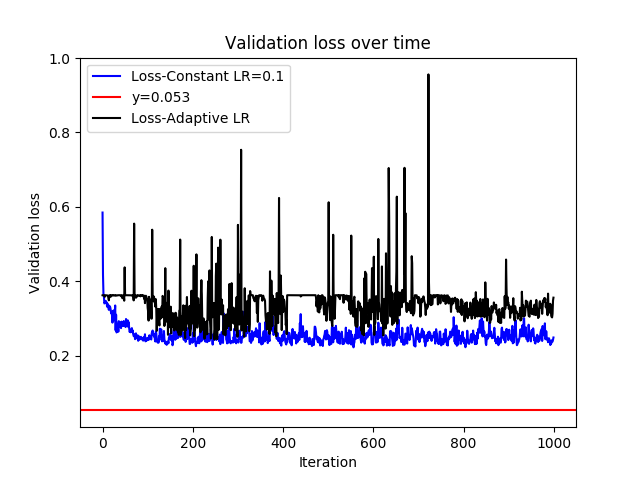 Validation loss over time
Loss-Constant LR=0.1
y=0.053
Loss-Adaptive LR
Validation loss
1.0
0.8
0.6
0.4
0.2
0 200 400 600 800 1000
Iteration